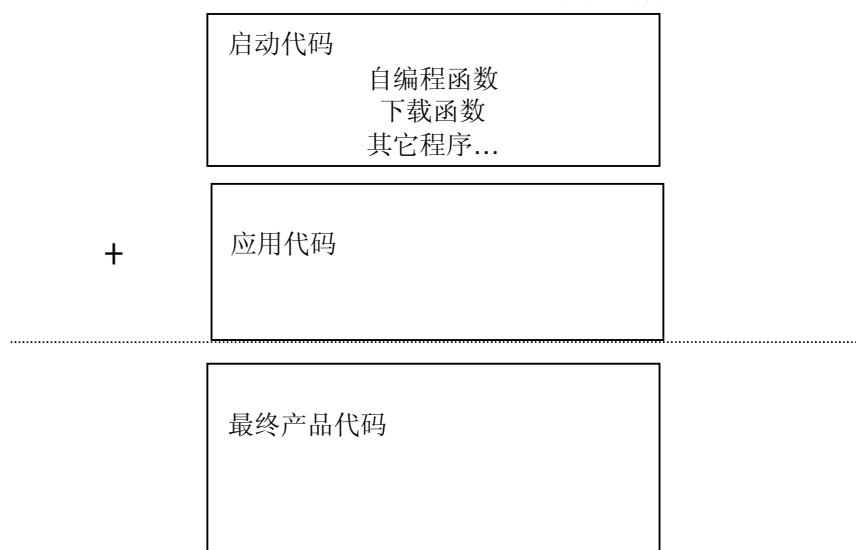 启动代码
自编程函数
下载函数
其它程序…
+
应用代码
最终产品代码